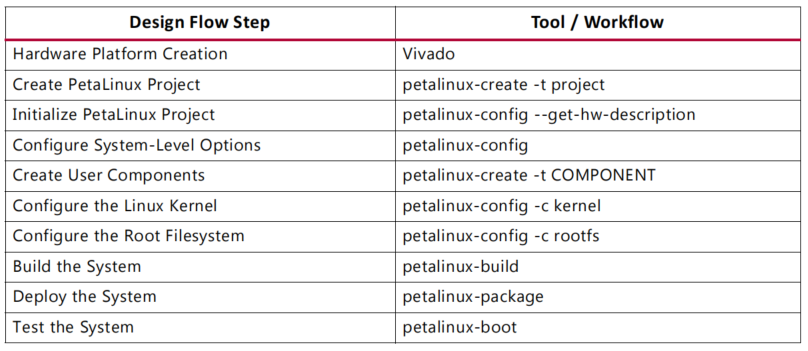 Design Flow Step Tool / Workflow
Hardware Platform Creation Vivado
Create PetaLinux Project petalinux-create -t project
Initialize PetaLinux Project petalinux-config --get-hw-description
Configure System-Level Options petalinux-config
Create User Components petalinux-create -t COMPONENT
Configure the Linux Kernel petalinux-config -c kernel
Configure the Root Filesystem petalinux-config -c rootfs
Build the System petalinux-build
Deploy the System petalinux-package
Test the System petalinux-boot